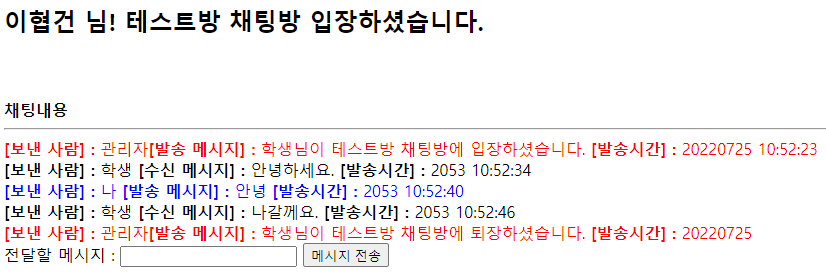 이협건 님! 테스트방 채팅방 입장하셨습니다.
채팅내용
[보낸 사람] : 관리자[발송 메시지] : 학생님이 테스트방 채팅방에 입장하셨습니다. [발송시간] : 20220725 10:52:23
[보낸 사람] : 학생 [수신 메시지] : 안녕하세요. [발송시간] : 2053 10:52:34
[보낸 사람] : 나 [발송 메시지] : 안녕 [발송시간] : 2053 10:52:40
[보낸 사람] : 학생 [수신 메시지] : 나갈께요. [발송시간] : 2053 10:52:46
[보낸 사람] : 관리자[발송 메시지] : 학생님이 테스트방 채팅방에 퇴장하셨습니다. [발송시간] : 20220725
전달할 메시지 : 메시지 전송